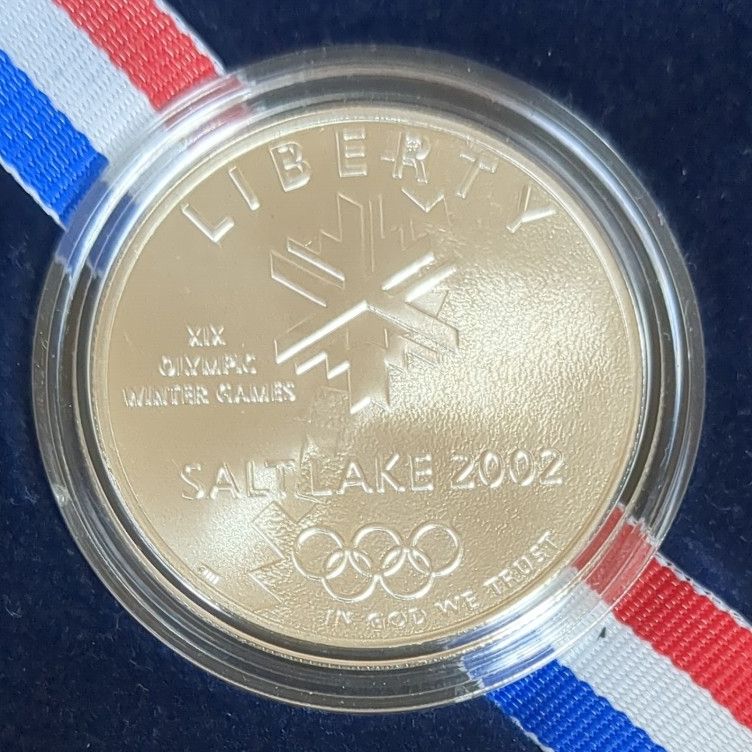 LIBERTY
XIX
OLYMPIC
WINTER GAMES
SALT LAKE 2002
IN GOD WE TRUST